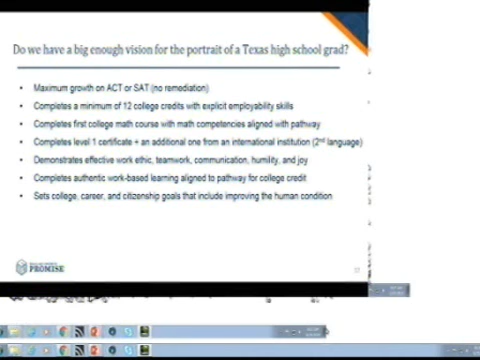 Do we have a big enough vision for the portrait of a Texas high school grad?
• Maximum growth on ACT or SAT (no remediation)
• Completes a minimum of 12 college credits with explicit employability skills
• Completes first college math course with math competencies aligned with pathway
• Completes level 1 certificate + an additional one from an international institution (2nd language)
• Demonstrates effective work ethic, teamwork, communication, humility, and joy
• Completes authentic work-based learning aligned to pathway for college credit
• Sets college, career, and citizenship goals that include improving the human condition
PROMISE